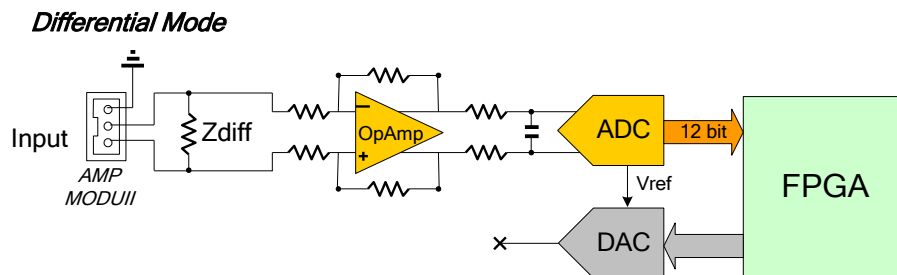 Differential Mode
Input
AMP
MODUII
Zdiff
−
OpAmp
+
ADC
12 bit
FPGA
Vref
DAC